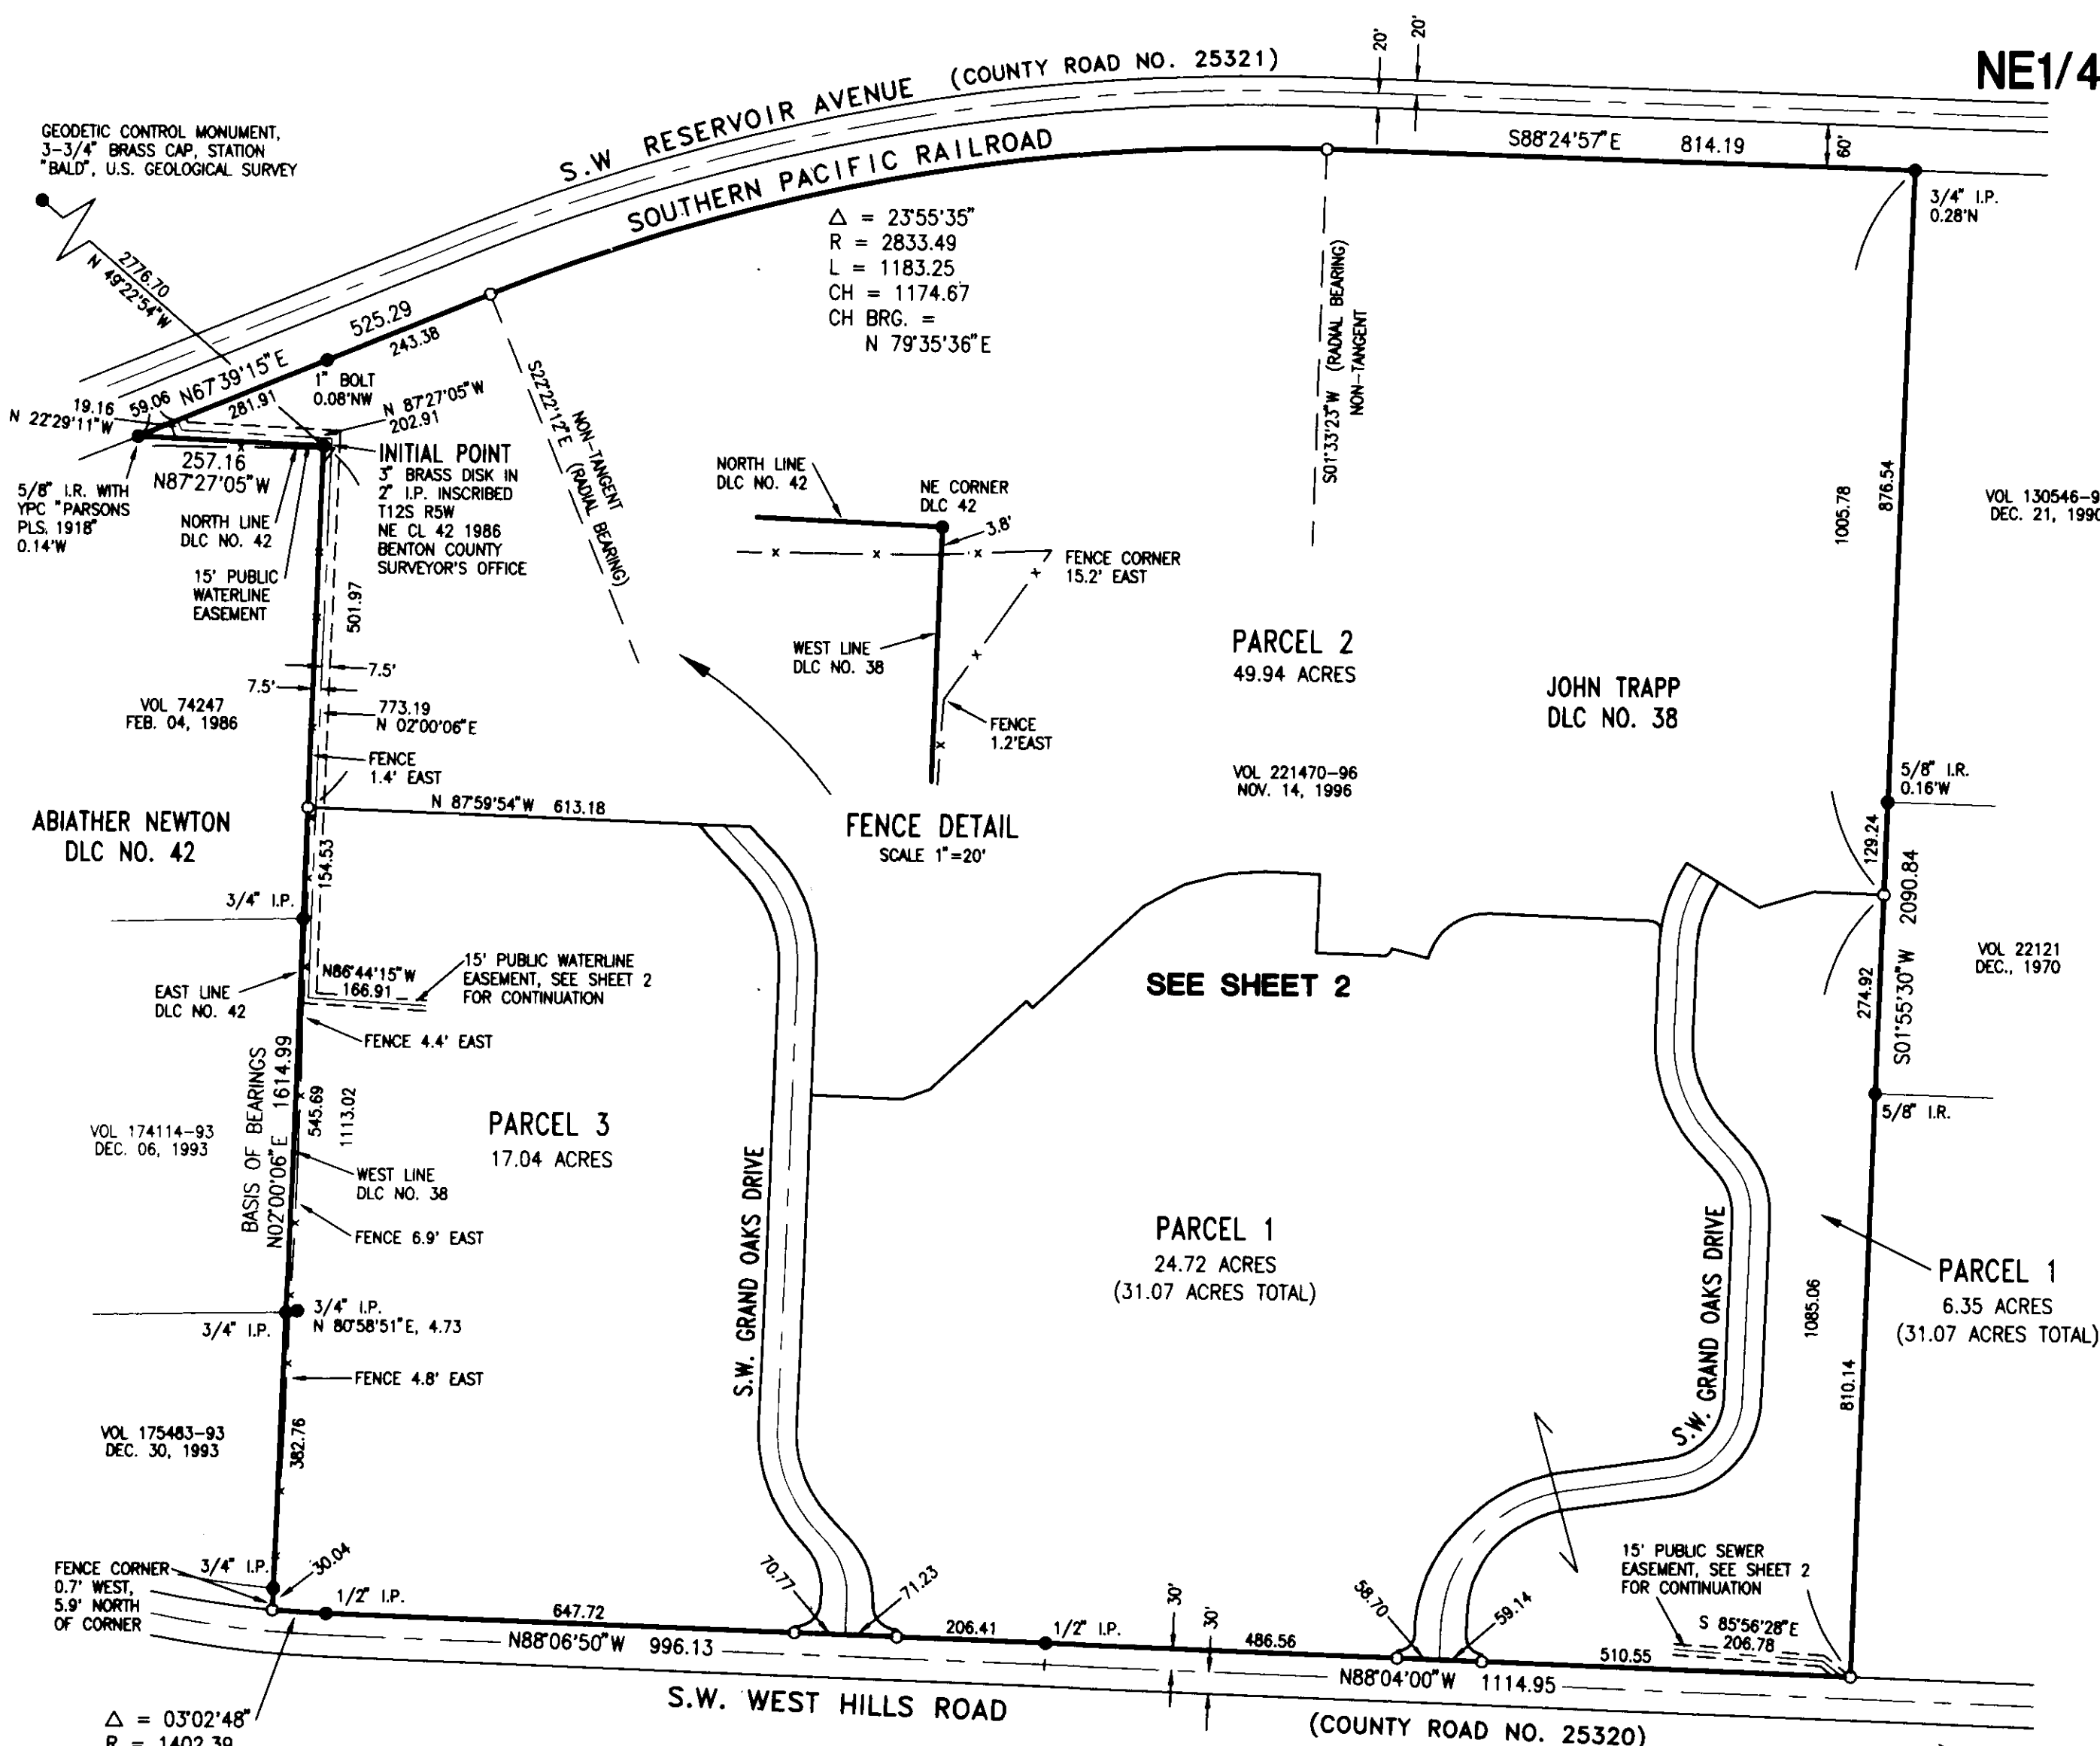 NE1/4
S.W RESERVOIR AVENUE (COUNTY ROAD NO. 25321)
SOUTHERN PACIFIC RAILROAD
20'
20'
S88°24'57"E 814.19
60'
GEODETIC CONTROL MONUMENT,
3-3/4" BRASS CAP, STATION
"BALD", U.S. GEOLOGICAL SURVEY
2776.70
N 49°22'54"W
3/4" I.P.
0.28'N
Δ = 23°55'35"
R = 2833.49
L = 1183.25
CH = 1174.67
CH BRG. =
N 79°35'36"E
S01°33'23"W (RADIAL BEARING)
NON-TANGENT
525.29
243.38
N67°39'15"E
281.91
1" BOLT
0.08'NW
19.16
59.06
N 22°29'11"W
N 87°27'05"W
202.91
257.16
N87°27'05"W
INITIAL POINT
3" BRASS DISK IN
2" I.P. INSCRIBED
T12S R5W
NE CL 42 1986
BENTON COUNTY
SURVEYOR'S OFFICE
5/8" I.R. WITH
YPC "PARSONS
PLS. 1918"
0.14'W
NORTH LINE
DLC NO. 42
15' PUBLIC
WATERLINE
EASEMENT
S22°22'12"E (RADIAL BEARING)
NON-TANGENT
NORTH LINE
DLC NO. 42
NE CORNER
DLC 42
3.8'
FENCE CORNER
15.2' EAST
WEST LINE
DLC NO. 38
FENCE
1.2'EAST
FENCE DETAIL
SCALE 1"=20'
1005.78
876.54
VOL 130546-9
DEC. 21, 1990
501.97
7.5'
7.5'
773.19
N 02°00'06"E
VOL 74247
FEB. 04, 1986
FENCE
1.4' EAST
PARCEL 2
49.94 ACRES
JOHN TRAPP
DLC NO. 38
VOL 221470-96
NOV. 14, 1996
5/8" I.R.
0.16'W
N 87°59'54"W 613.18
ABIATHER NEWTON
DLC NO. 42
154.53
3/4" I.P.
129.24
S01°55'30"W 2090.84
274.92
VOL 22121
DEC., 1970
5/8" I.R.
N86°44'15"W
166.91
15' PUBLIC WATERLINE
EASEMENT, SEE SHEET 2
FOR CONTINUATION
SEE SHEET 2
EAST LINE
DLC NO. 42
FENCE 4.4' EAST
BASIS OF BEARINGS
N02°00'06"E 1614.99
545.69
1113.02
VOL 174114-93
DEC. 06, 1993
PARCEL 3
17.04 ACRES
WEST LINE
DLC NO. 38
FENCE 6.9' EAST
S.W. GRAND OAKS DRIVE
PARCEL 1
24.72 ACRES
(31.07 ACRES TOTAL)
S.W. GRAND OAKS DRIVE
1085.06
PARCEL 1
6.35 ACRES
(31.07 ACRES TOTAL)
3/4" I.P.
N 80°58'51"E, 4.73
3/4" I.P.
FENCE 4.8' EAST
810.14
VOL 175483-93
DEC. 30, 1993
382.76
FENCE CORNER
0.7' WEST,
5.9' NORTH
OF CORNER
3/4" I.P.
30.04
1/2" I.P.
647.72
70.77
71.23
206.41
1/2" I.P.
30'
30'
486.56
58.70
59.14
510.55
15' PUBLIC SEWER
EASEMENT, SEE SHEET 2
FOR CONTINUATION
S 85°56'28"E
206.78
N88°06'50"W 996.13
N88°04'00"W 1114.95
S.W. WEST HILLS ROAD
(COUNTY ROAD NO. 25320)
Δ = 03°02'48"
R = 1402.39